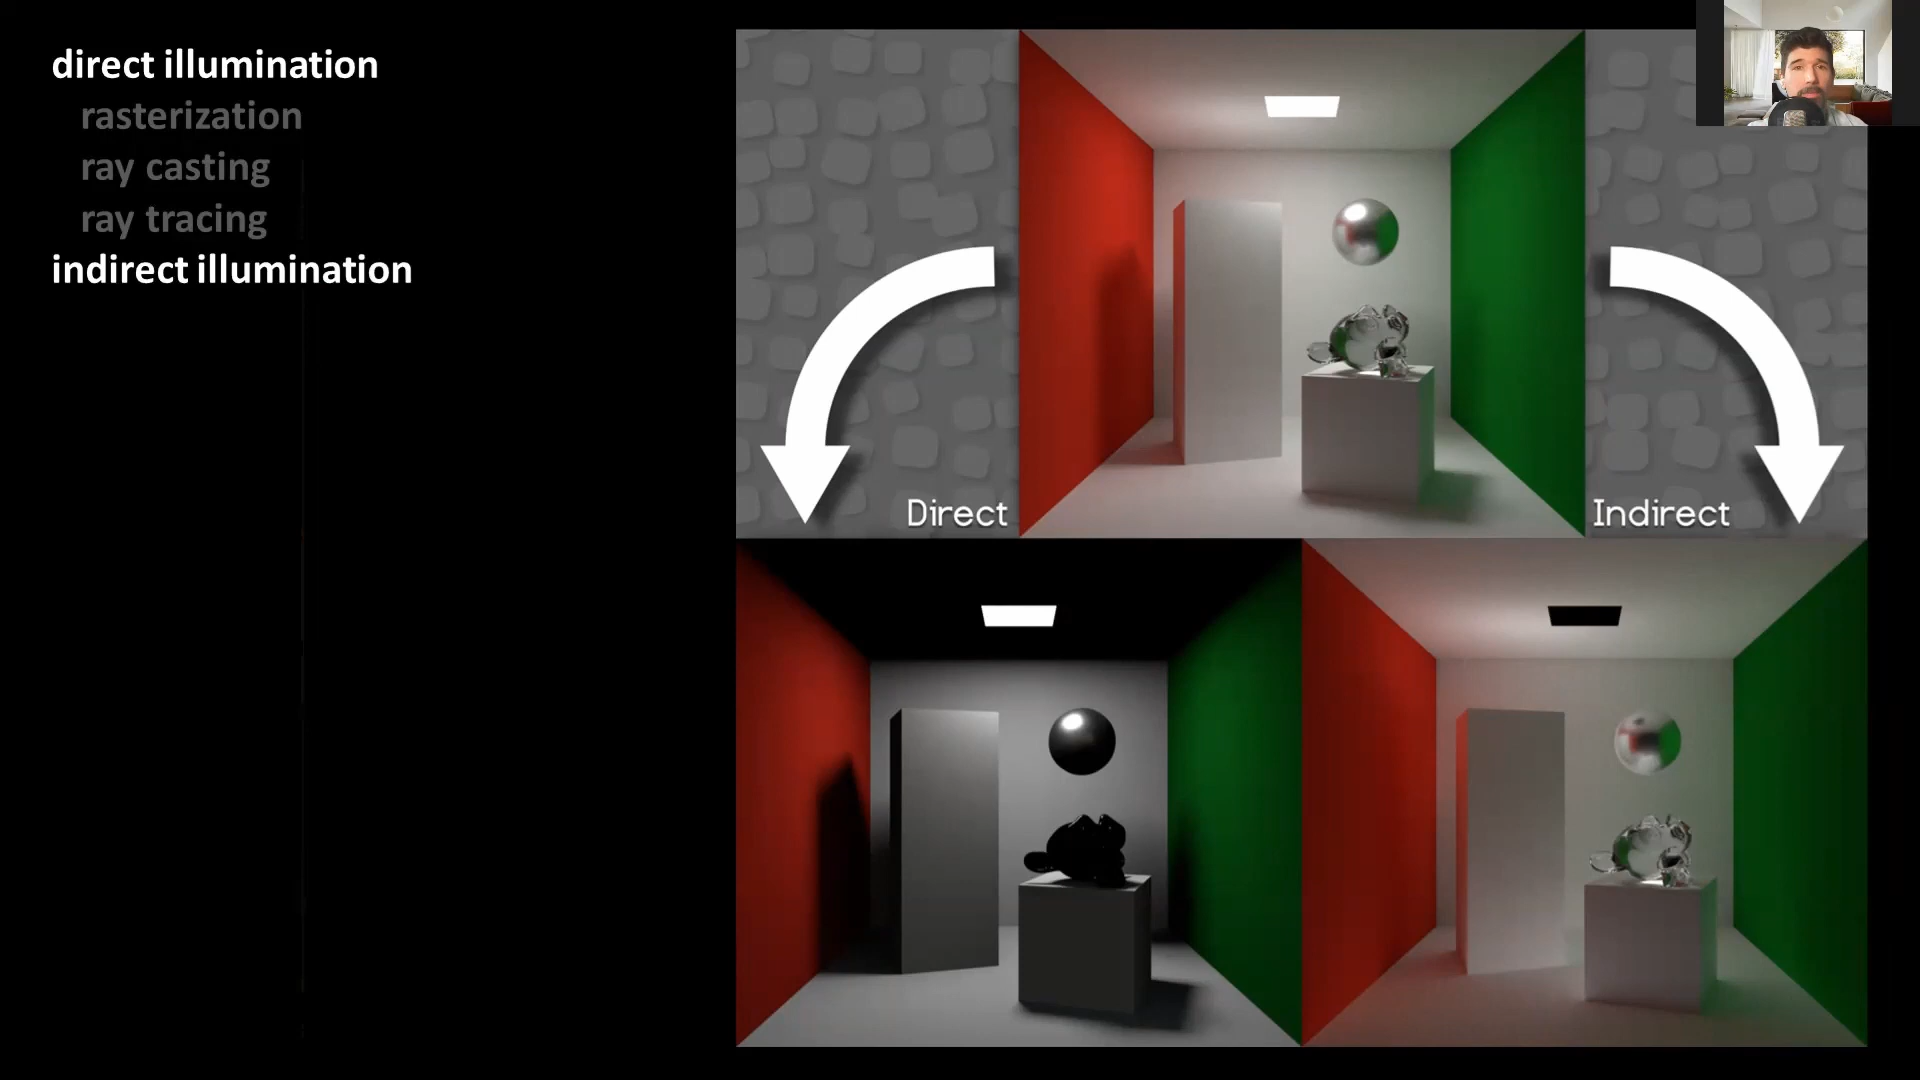 direct illumination
rasterization
ray casting
ray tracing
indirect illumination
Direct
Indirect